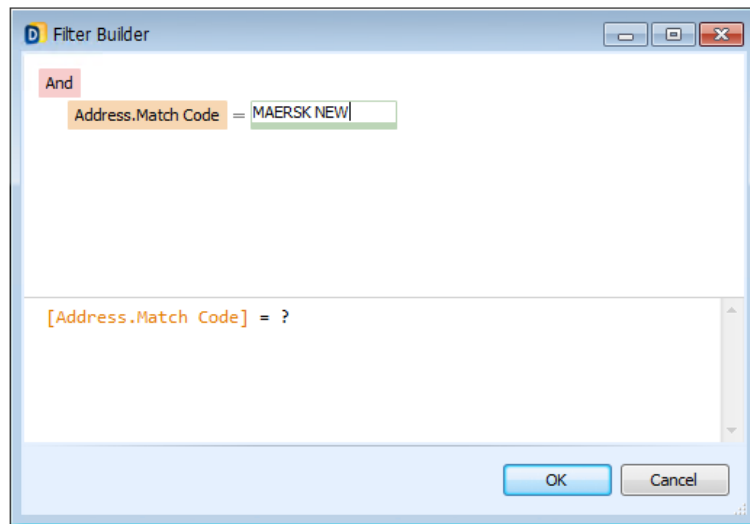 D Filter Builder
And
Address.Match Code = MAERSK NEW
[Address.Match Code] = ?
OK Cancel